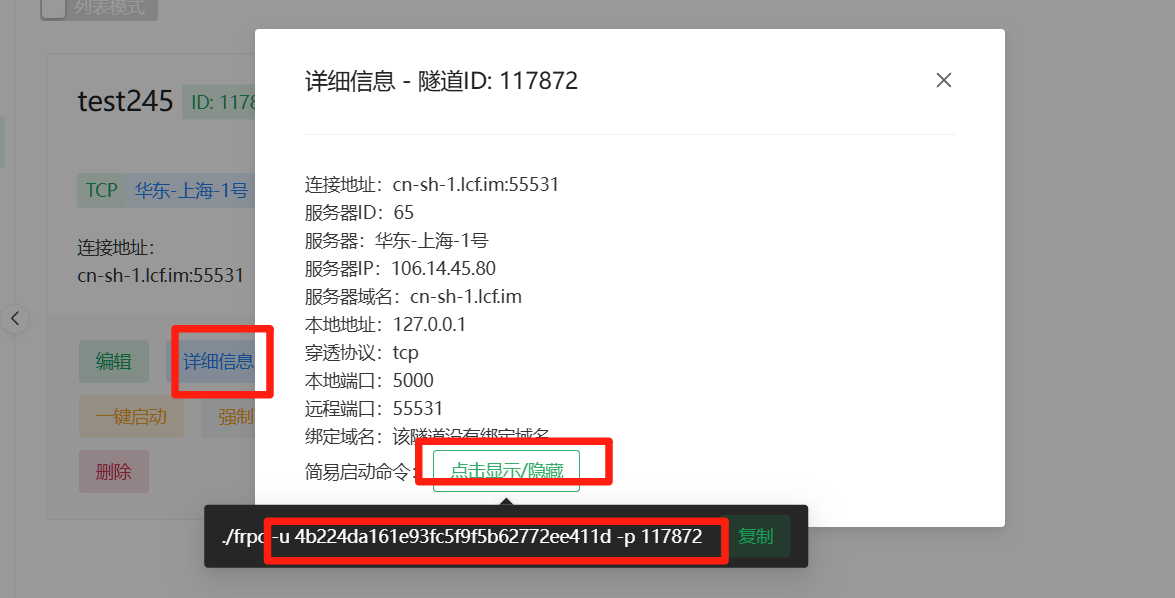 列表模式
test245 ID: 1178
TCP 华东-上海-1号
连接地址：
cn-sh-1.lcf.im:55531
编辑 详细信息
一键启动 强制
删除
详细信息 - 隧道ID: 117872
连接地址：cn-sh-1.lcf.im:55531
服务器ID：65
服务器：华东-上海-1号
服务器IP：106.14.45.80
服务器域名：cn-sh-1.lcf.im
本地地址：127.0.0.1
穿透协议：tcp
本地端口：5000
远程端口：55531
绑定域名：该隧道没有绑定域名
简易启动命令: 点击显示/隐藏
./frpc -u 4b224da161e93fc5f9f5b62772ee411d -p 117872 复制